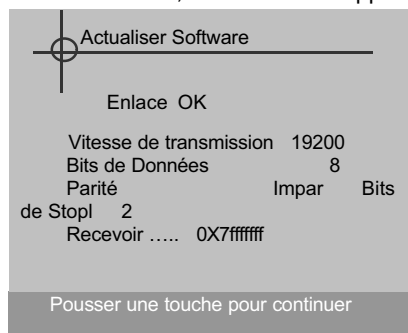 Actualiser Software
Enlace OK
Vitesse de transmission 19200
Bits de Données 8
Parité Impar Bits
de Stopl 2
Recevoir ..... 0X7fffffff
Pousser une touche pour continuer